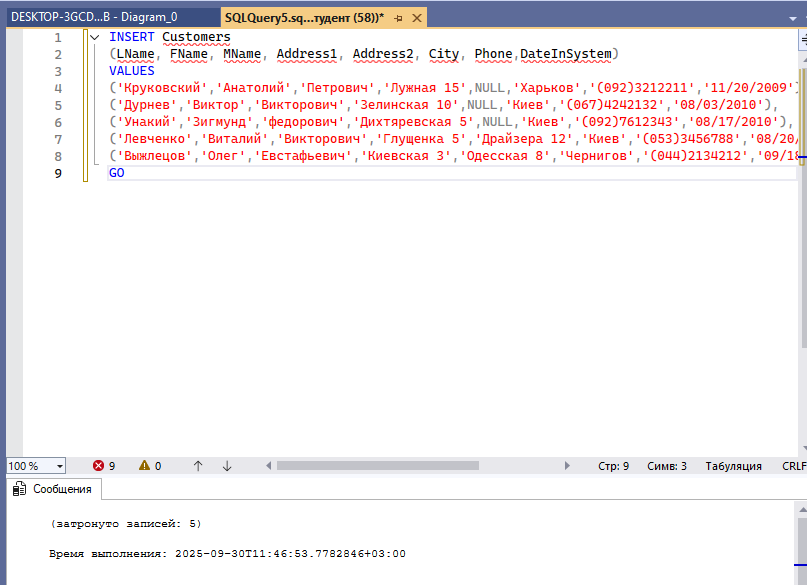 DESKTOP-3GCD...B - Diagram_0
SQLQuery5.sq...тудент (58))*
1 INSERT Customers
2 (LName, FName, MName, Address1, Address2, City, Phone,DateInSystem)
3 VALUES
4 ('Круковский','Анатолий','Петрович','Лужная 15',NULL,'Харьков','(092)3212211','11/20/2009')
5 ('Дурнев','Виктор','Викторович','Зелинская 10',NULL,'Киев','(067)4242132','08/03/2010'),
6 ('Унакий','Зигмунд','федорович','Дихтяревская 5',NULL,'Киев','(092)7612343','08/17/2010'),
7 ('Левченко','Виталий','Викторович','Глущенка 5','Драйзера 12','Киев','(053)3456788','08/20/
8 ('Выжлецов','Олег','Евстафьевич','Киевская 3','Одесская 8','Чернигов','(044)2134212','09/18
9 GO
100 % 9 0 Стр: 9 Симв: 3 Табуляция CRLF
Сообщения
(затронуто записей: 5)
Время выполнения: 2025-09-30T11:46:53.7782846+03:00